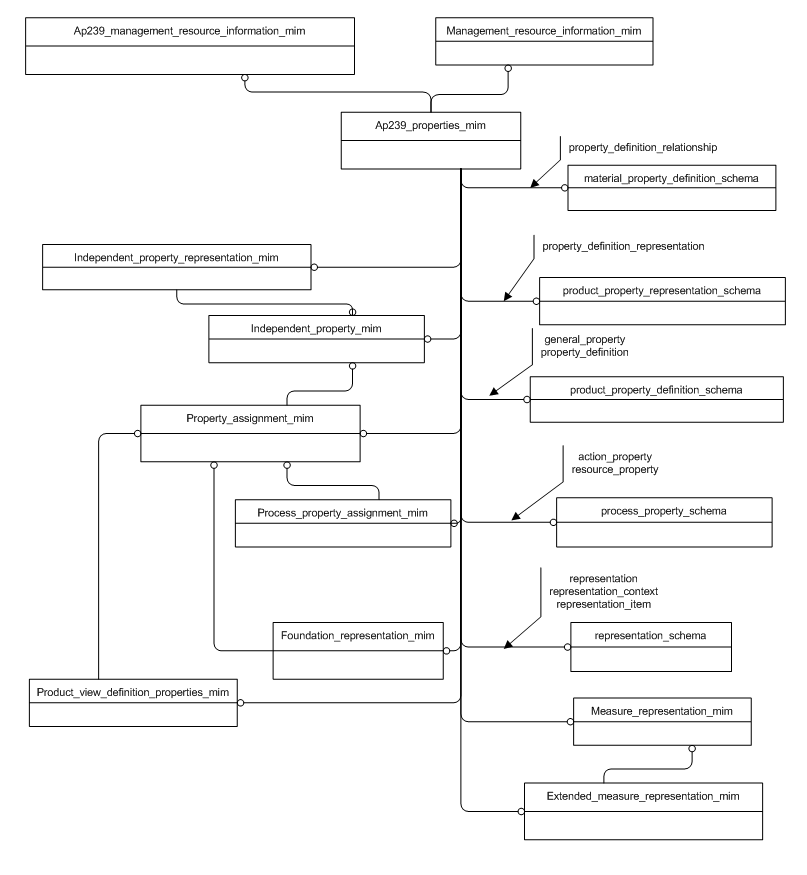 Ap239_management_resource_information_mim
Management_resource_information_mim
Ap239_properties_mim
property_definition_relationship
material_property_definition_schema
property_definition_representation
Independent_property_representation_mim
product_property_representation_schema
Independent_property_mim
general_property
property_definition
product_property_definition_schema
Property_assignment_mim
action_property
resource_property
Process_property_assignment_mim
process_property_schema
representation
representation_context
representation_item
Foundation_representation_mim
representation_schema
Product_view_definition_properties_mim
Measure_representation_mim
Extended_measure_representation_mim